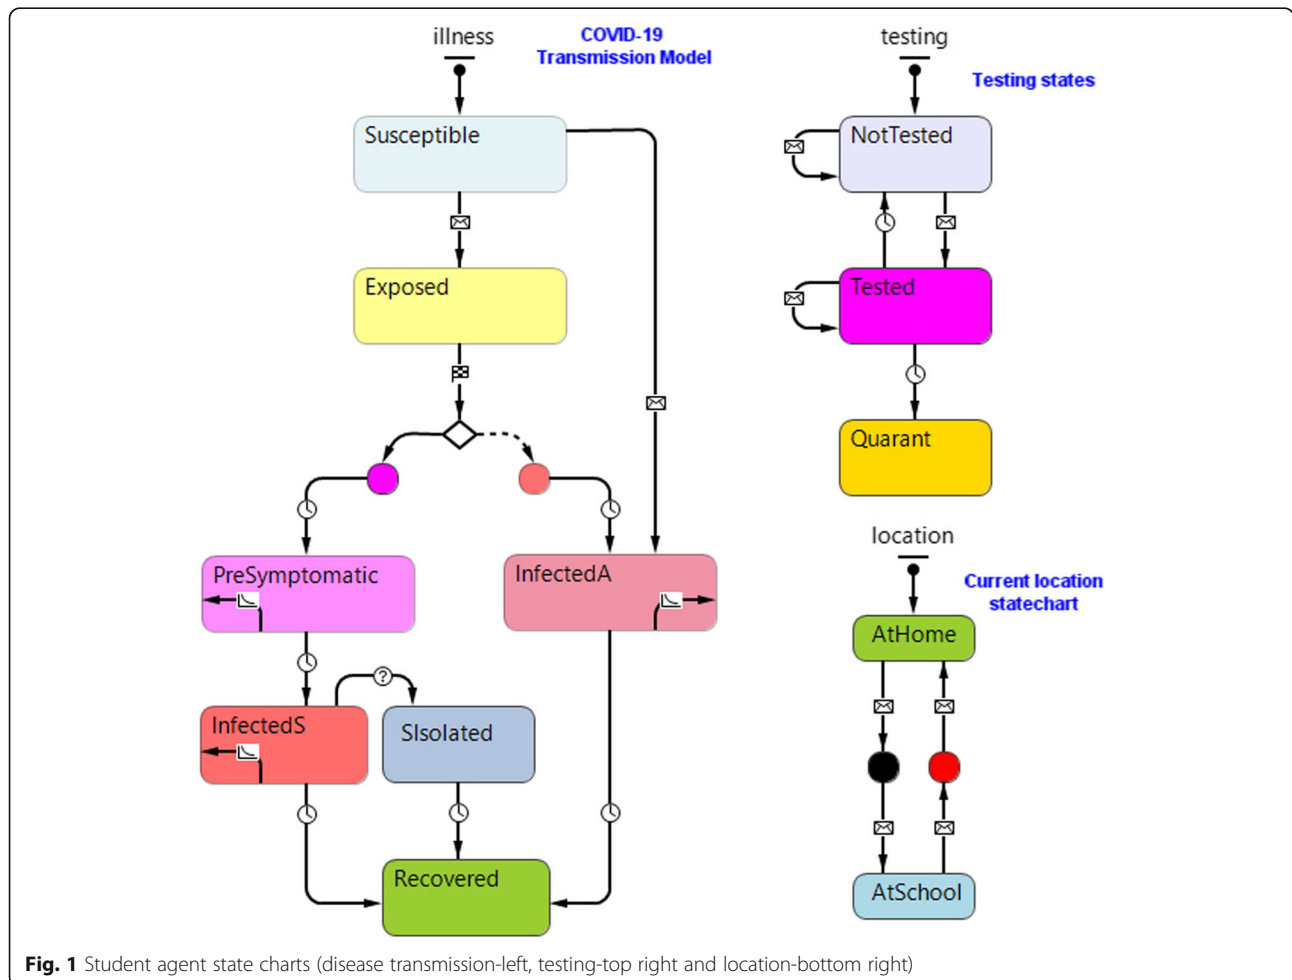 illness
COVID-19
Transmission Model
Susceptible
Exposed
PreSymptomatic
InfectedA
InfectedS
?
SIsolated
Recovered
testing
Testing states
NotTested
Tested
Quarant
location
Current location
statechart
AtHome
AtSchool
Fig. 1 Student agent state charts (disease transmission-left, testing-top right and location-bottom right)